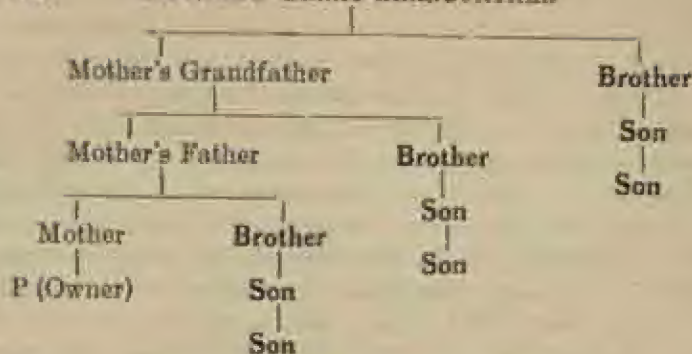 Mother's Grandfather Brother
Son
Mother's Father Brother Son
Son
Mother Brother
Son
P (Owner) Son
Son